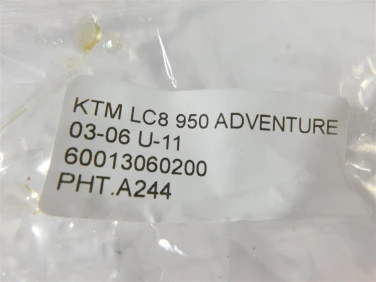 KTM LC8 950 ADVENTURE
03-06 U-11
60013060200
PHT.A244